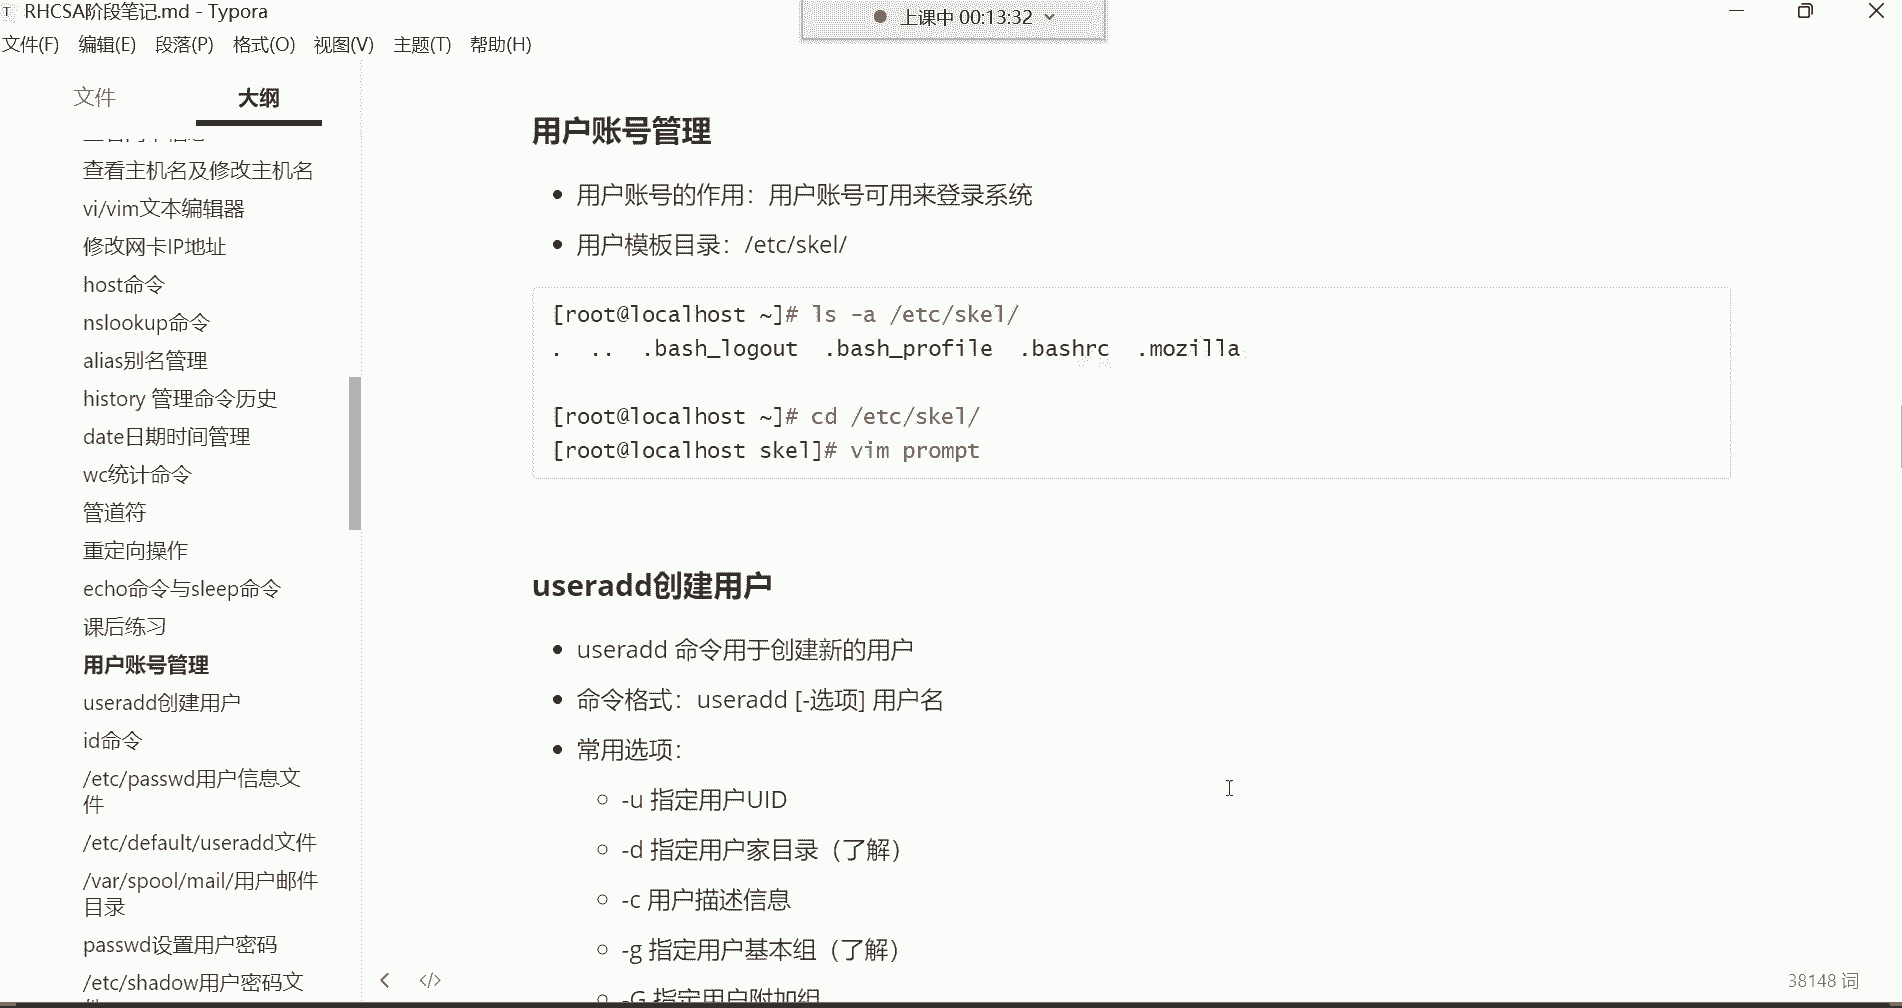 RHCSA阶段笔记.md - Typora
上课中 00:13:32
文件(F) 编辑(E) 段落(P) 格式(O) 视图(V) 主题(T) 帮助(H)
文件 大纲
查看主机名及修改主机名
vi/vim文本编辑器
修改网卡IP地址
host命令
nslookup命令
alias别名管理
history 管理命令历史
date日期时间管理
wc统计命令
管道符
重定向操作
echo命令与sleep命令
课后练习
用户账号管理
useradd创建用户
id命令
/etc/passwd用户信息文
件
/etc/default/useradd文件
/var/spool/mail/用户邮件
目录
passwd设置用户密码
/etc/shadow用户密码文
用户账号管理
用户账号的作用：用户账号可用来登录系统
用户模板目录：/etc/skel/
[root@localhost ~]# ls -a /etc/skel/
. .. .bash_logout .bash_profile .bashrc .mozilla
[root@localhost ~]# cd /etc/skel/
[root@localhost skel]# vim prompt
useradd创建用户
useradd 命令用于创建新的用户
命令格式：useradd [-选项] 用户名
常用选项：
-u 指定用户UID
-d 指定用户家目录（了解）
-c 用户描述信息
-g 指定用户基本组（了解）
-G 指定用户附加组
38148 词